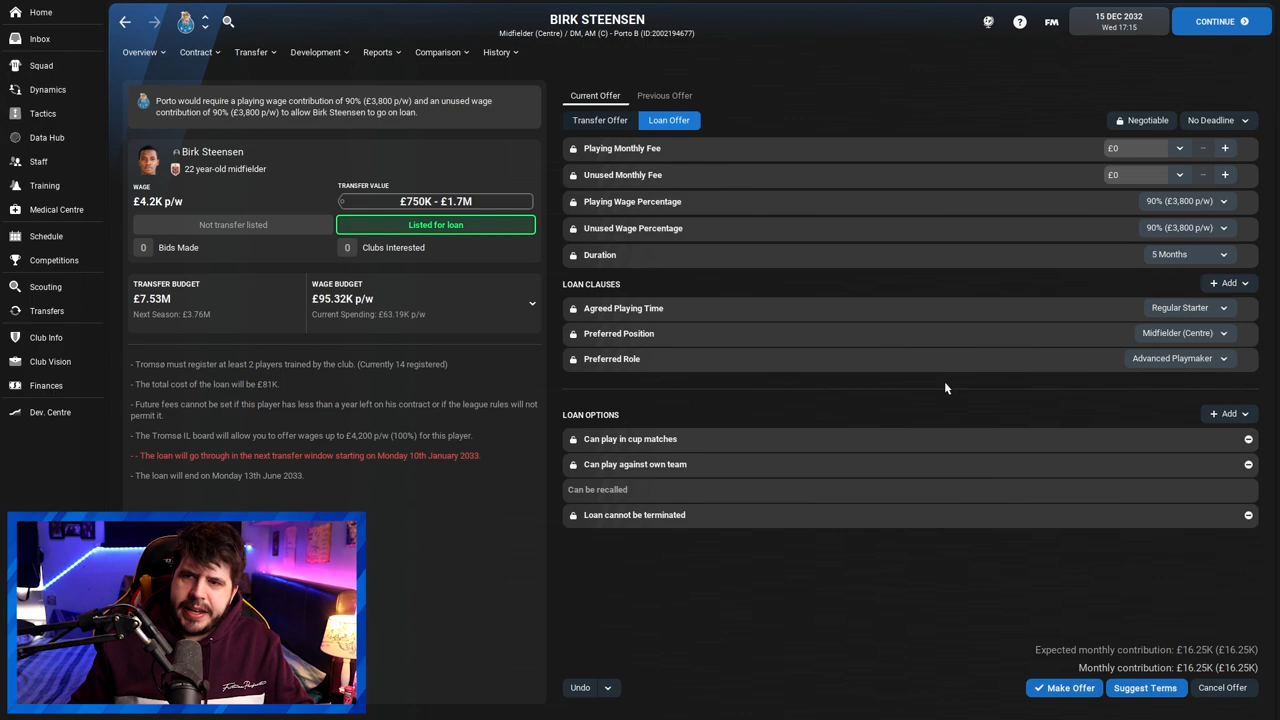 Home
Inbox
Squad
Dynamics
Tactics
Data Hub
Staff
Training
Medical Centre
Schedule
Competitions
Scouting
Transfers
Club Info
Club Vision
Finances
Dev. Centre
BIRK STEENSEN
Midfielder (Centre) / DM, AM (C) - Porto B (ID:2002194677)
FM
15 DEC 2032
Wed 17:15
CONTINUE
Overview Contract Transfer Development Reports Comparison History
Porto would require a playing wage contribution of 90% (£3,800 p/w) and an unused wage
contribution of 90% (£3,800 p/w) to allow Birk Steensen to go on loan.
Birk Steensen
22 year-old midfielder
WAGE
£4.2K p/w
TRANSFER VALUE
£750K - £1.7M
Not transfer listed
Listed for loan
0 Bids Made
0 Clubs Interested
TRANSFER BUDGET
£7.53M
Next Season: £3.76M
WAGE BUDGET
£95.32K p/w
Current Spending: £63.19K p/w
- Tromsø must register at least 2 players trained by the club. (Currently 14 registered)
- The total cost of the loan will be £81K.
- Future fees cannot be set if this player has less than a year left on his contract or if the league rules will not
permit it.
- The Tromsø IL board will allow you to offer wages up to £4,200 p/w (100%) for this player.
- - The loan will go through in the next transfer window starting on Monday 10th January 2033.
- The loan will end on Monday 13th June 2033.
Current Offer Previous Offer
Transfer Offer Loan Offer
Negotiable No Deadline
Playing Monthly Fee £0
Unused Monthly Fee £0
Playing Wage Percentage 90% (£3,800 p/w)
Unused Wage Percentage 90% (£3,800 p/w)
Duration 5 Months
LOAN CLAUSES + Add
Agreed Playing Time Regular Starter
Preferred Position Midfielder (Centre)
Preferred Role Advanced Playmaker
LOAN OPTIONS + Add
Can play in cup matches
Can play against own team
Can be recalled
Loan cannot be terminated
Expected monthly contribution: £16.25K (£16.25K)
Monthly contribution: £16.25K (£16.25K)
Undo
Make Offer Suggest Terms Cancel Offer